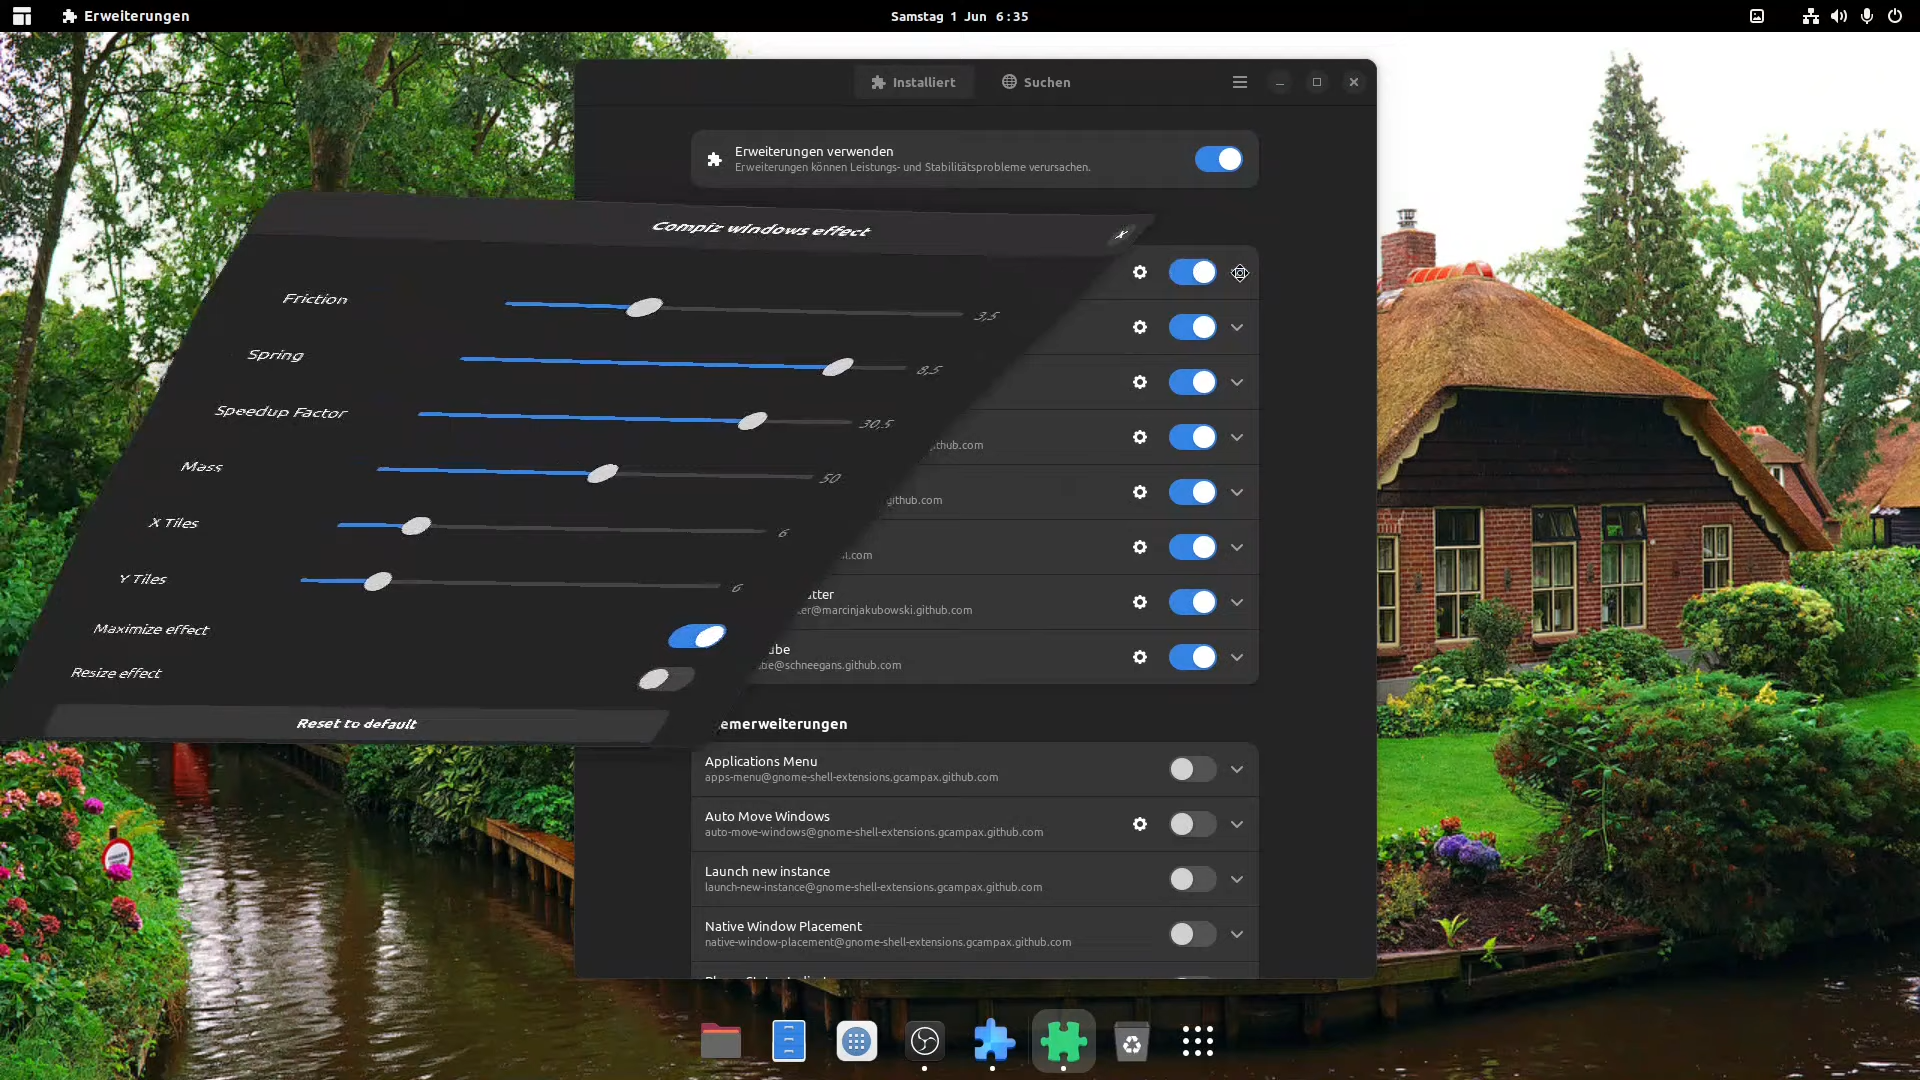 Erweiterungen
Samstag 1 Jun 6:35
Installiert
Suchen
Erweiterungen verwenden
Erweiterungen können Leistungs- und Stabilitätsprobleme verursachen.
Compiz windows effect
Friction
3,5
Spring
8,5
Speedup Factor
30,5
Mass
50
X Tiles
6
Y Tiles
6
Maximize effect
Resize effect
Reset to default
.github.com
github.com
.com
@marcinjakubowski.github.com
@schneegans.github.com
emerweiterungen
Applications Menu
apps-menu@gnome-shell-extensions.gcampax.github.com
Auto Move Windows
auto-move-windows@gnome-shell-extensions.gcampax.github.com
Launch new instance
launch-new-instance@gnome-shell-extensions.gcampax.github.com
Native Window Placement
native-window-placement@gnome-shell-extensions.gcampax.github.com